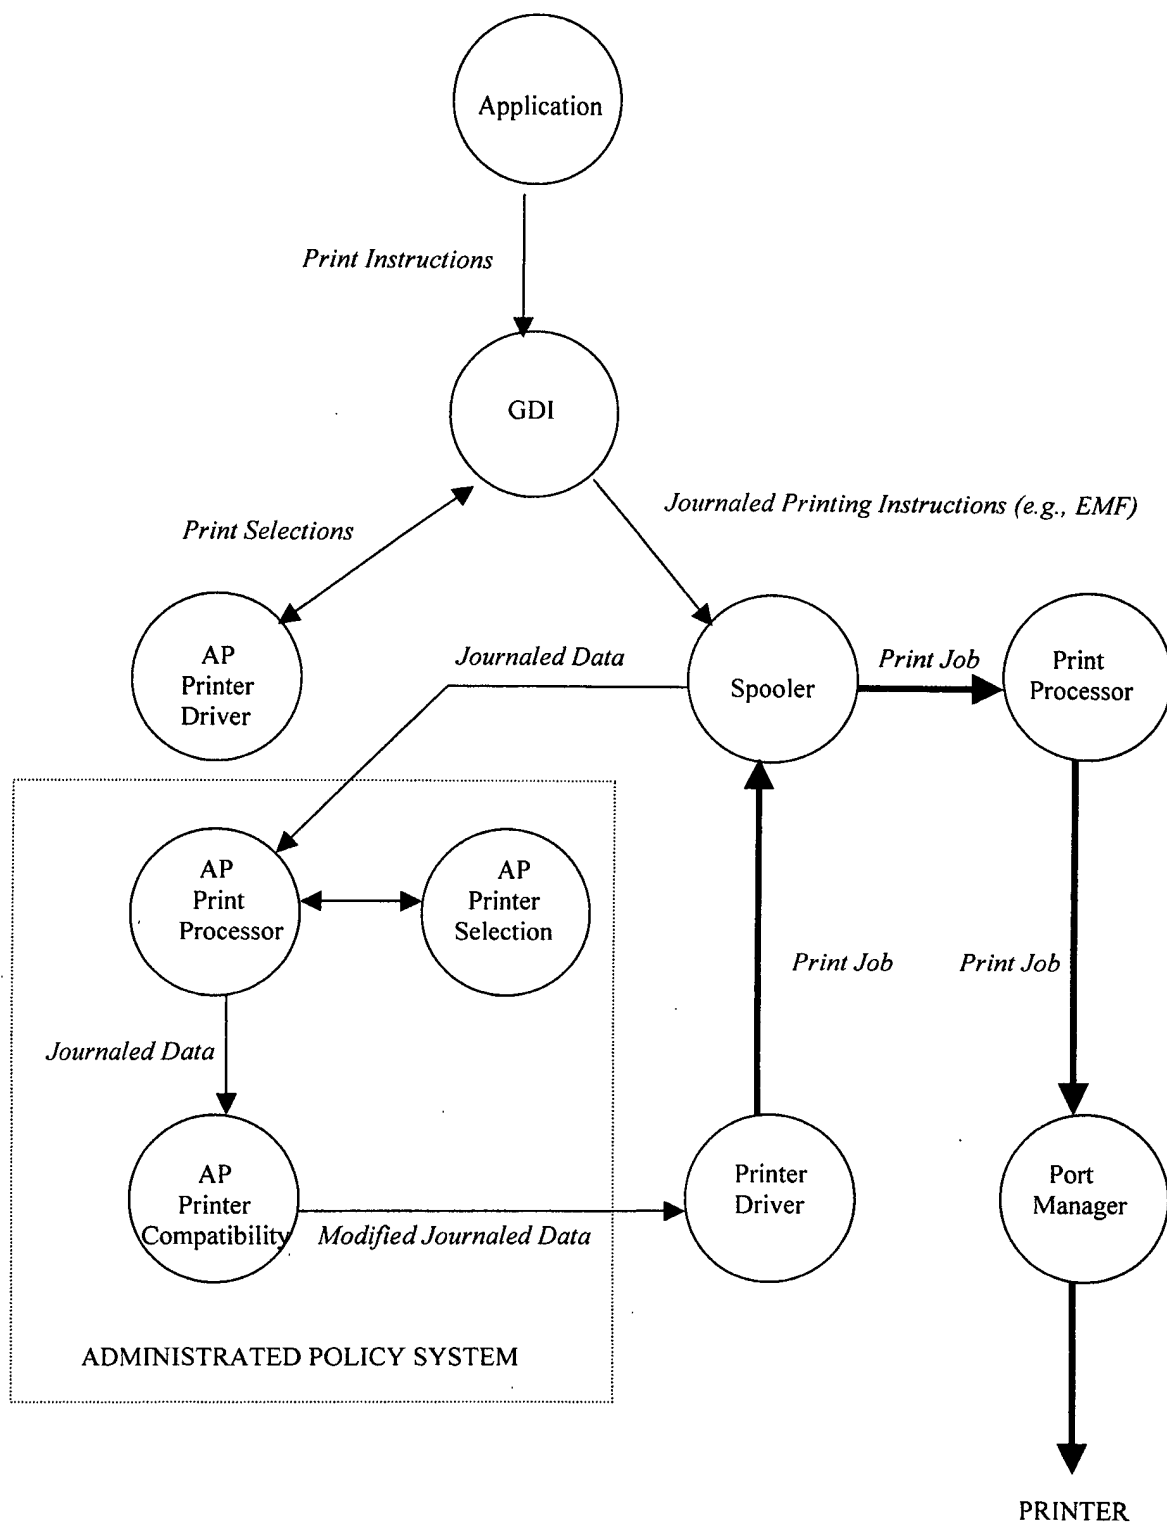 Application
Print Instructions
GDI
Journaled Printing Instructions (e.g., EMF)
Print Selections
AP
Printer
Driver
Journaled Data
Spooler
Print Job
Print
Processor
AP
Print
Processor
AP
Printer
Selection
Print Job
Print Job
Journaled Data
AP
Printer
Compatibility
Modified Journaled Data
Printer
Driver
Port
Manager
ADMINISTRATED POLICY SYSTEM
PRINTER